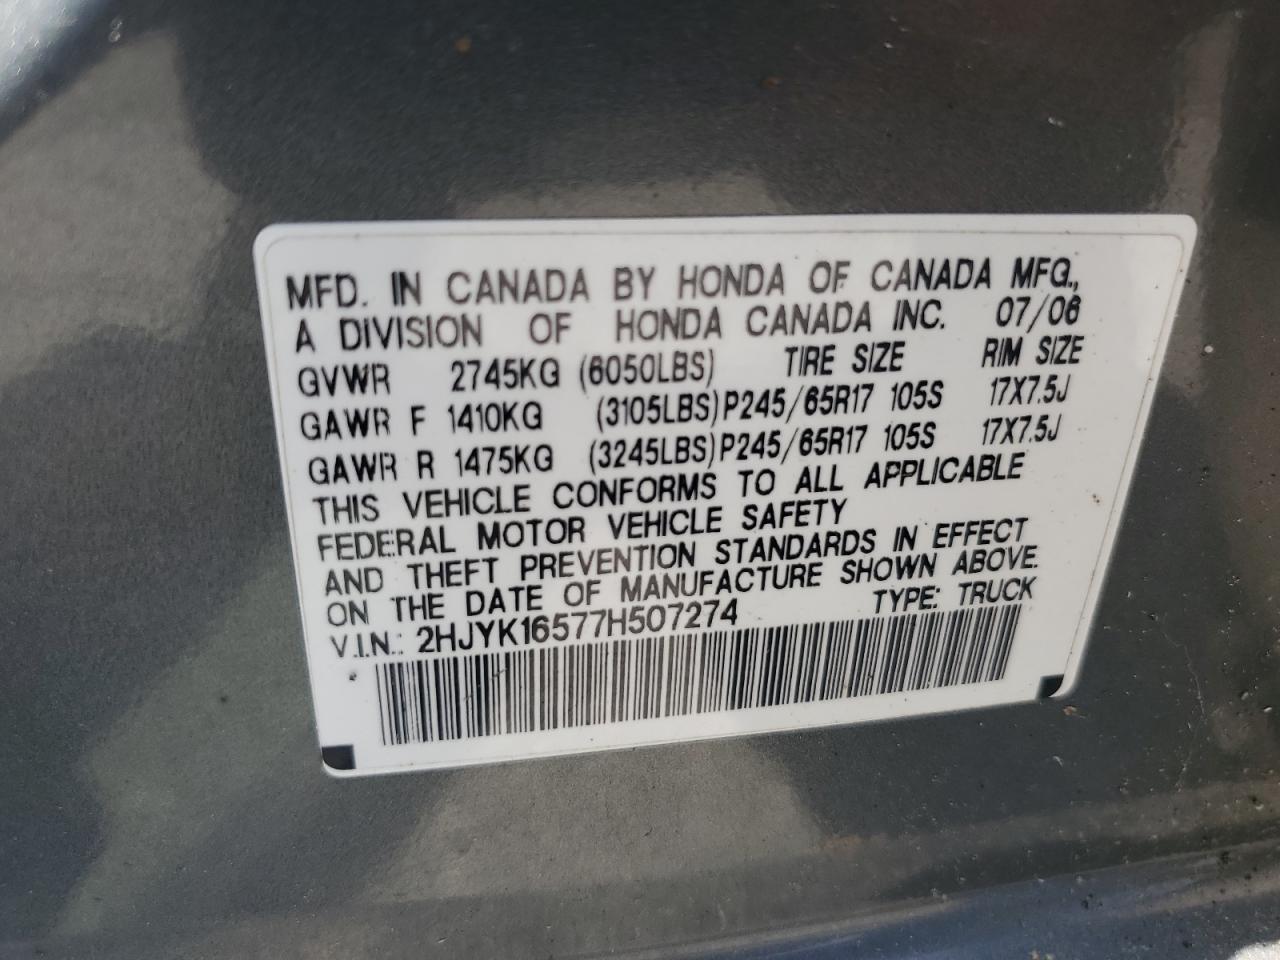 MFD. IN CANADA BY HONDA OF CANADA MFG.,
A DIVISION OF HONDA CANADA INC. 07/06
GVWR 2745KG (6050LBS) TIRE SIZE RIM SIZE
GAWR F 1410KG (3105LBS) P245/65R17 105S 17X7.5J
GAWR R 1475KG (3245LBS) P245/65R17 105S 17X7.5J
THIS VEHICLE CONFORMS TO ALL APPLICABLE
FEDERAL MOTOR VEHICLE SAFETY
AND THEFT PREVENTION STANDARDS IN EFFECT
ON THE DATE OF MANUFACTURE SHOWN ABOVE.
V.I.N.: 2HJYK16577H507274 TYPE: TRUCK